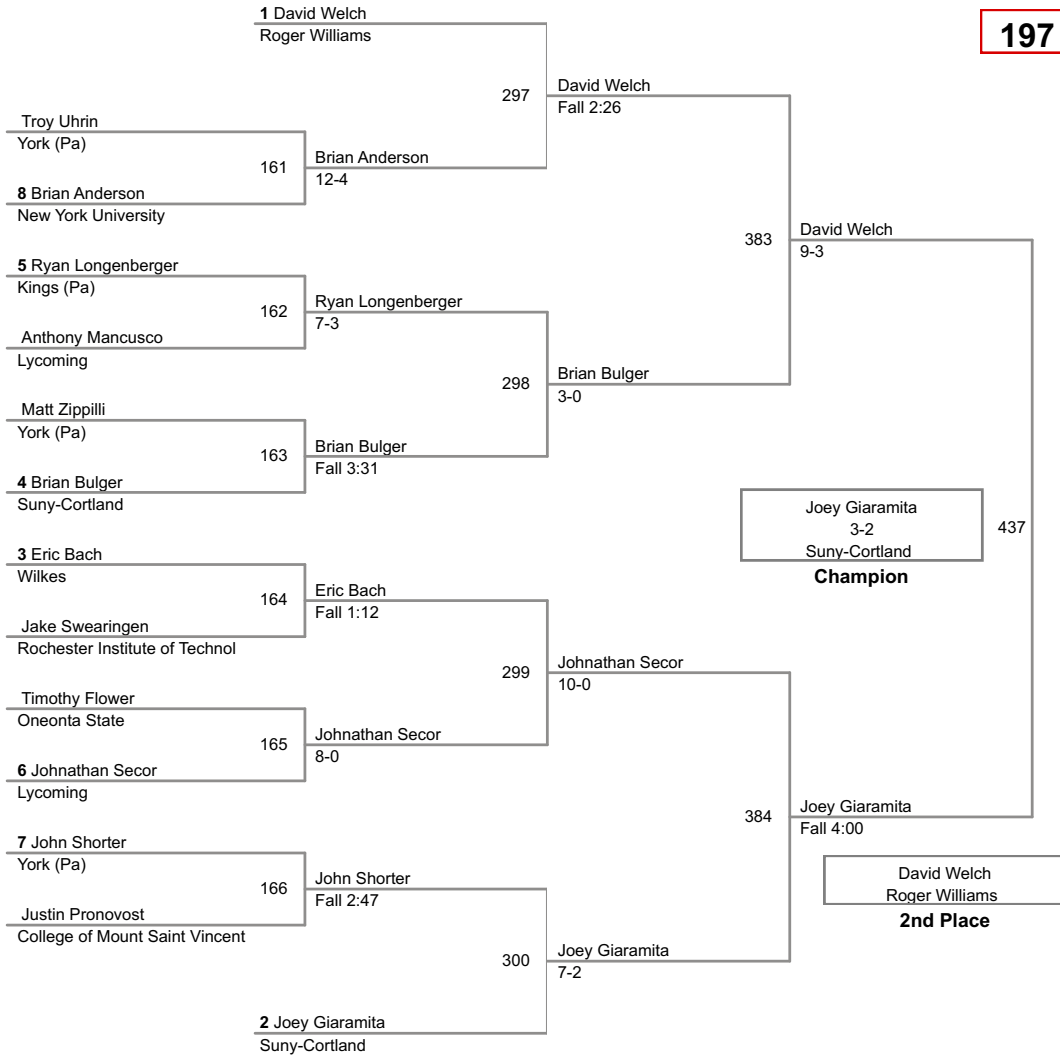 1 David Welch
Roger Williams
197
297
David Welch
Fall 2:26
Troy Uhrin
York (Pa)
161
Brian Anderson
12-4
8 Brian Anderson
New York University
383
David Welch
9-3
5 Ryan Longenberger
Kings (Pa)
162
Ryan Longenberger
7-3
Anthony Mancusco
Lycoming
298
Brian Bulger
3-0
Matt Zippilli
York (Pa)
163
Brian Bulger
Fall 3:31
4 Brian Bulger
Suny-Cortland
Joey Giaramita
3-2
Suny-Cortland
Champion
437
3 Eric Bach
Wilkes
164
Eric Bach
Fall 1:12
Jake Swearingen
Rochester Institute of Technol
299
Johnathan Secor
10-0
Timothy Flower
Oneonta State
165
Johnathan Secor
8-0
6 Johnathan Secor
Lycoming
384
Joey Giaramita
Fall 4:00
7 John Shorter
York (Pa)
166
John Shorter
Fall 2:47
Justin Pronovost
College of Mount Saint Vincent
David Welch
Roger Williams
2nd Place
300
Joey Giaramita
7-2
2 Joey Giaramita
Suny-Cortland